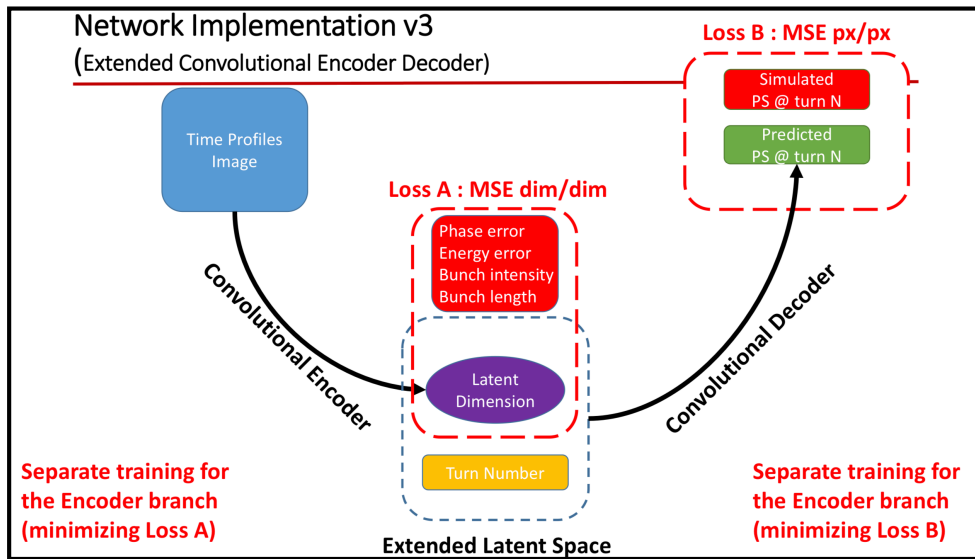 Network Implementation v3
(Extended Convolutional Encoder Decoder)
Loss B : MSE px/px
Simulated
PS @ turn N
Predicted
PS @ turn N
Time Profiles
Image
Loss A : MSE dim/dim
Phase error
Energy error
Bunch intensity
Bunch length
Convolutional Encoder
Convolutional Decoder
Latent
Dimension
Turn Number
Extended Latent Space
Separate training for
the Encoder branch
(minimizing Loss A)
Separate training for
the Encoder branch
(minimizing Loss B)